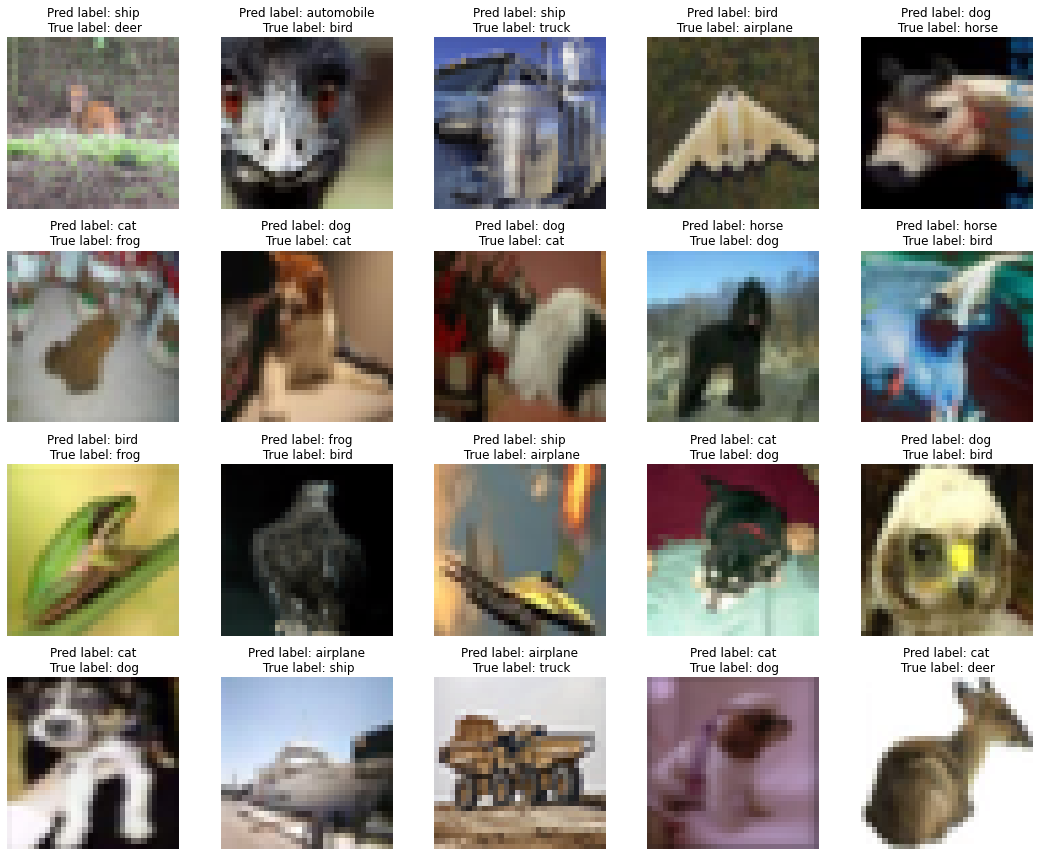 Pred label: ship
True label: deer
Pred label: automobile
True label: bird
Pred label: ship
True label: truck
Pred label: bird
True label: airplane
Pred label: dog
True label: horse
Pred label: cat
True label: frog
Pred label: dog
True label: cat
Pred label: dog
True label: cat
Pred label: horse
True label: dog
Pred label: horse
True label: bird
Pred label: bird
True label: frog
Pred label: frog
True label: bird
Pred label: ship
True label: airplane
Pred label: cat
True label: dog
Pred label: dog
True label: bird
Pred label: cat
True label: dog
Pred label: airplane
True label: ship
Pred label: airplane
True label: truck
Pred label: cat
True label: dog
Pred label: cat
True label: deer